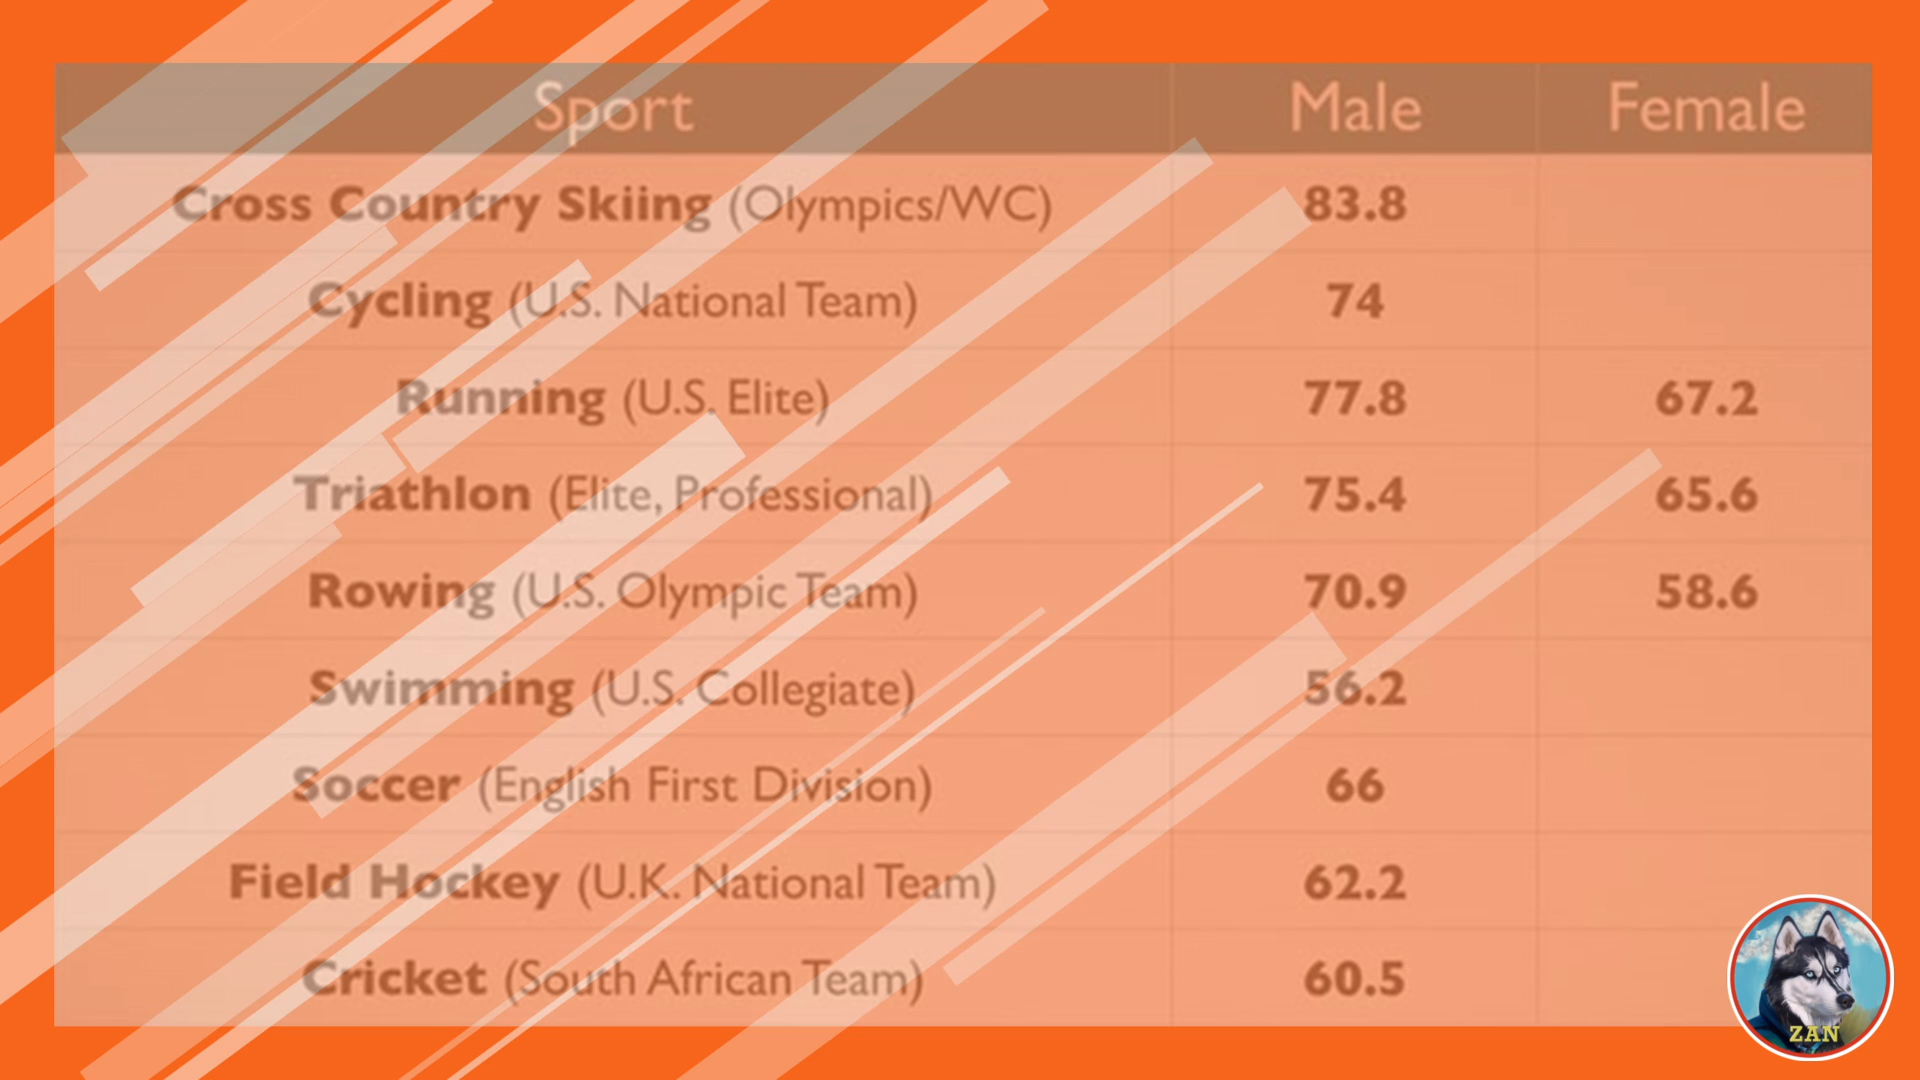 Sport Male Female
Cross Country Skiing (Olympics/WC) 83.8
Cycling (U.S. National Team) 74
Running (U.S. Elite) 77.8 67.2
Triathlon (Elite, Professional) 75.4 65.6
Rowing (U.S. Olympic Team) 70.9 58.6
Swimming (U.S. Collegiate) 56.2
Soccer (English First Division) 66
Field Hockey (U.K. National Team) 62.2
Cricket (South African Team) 60.5
ZAN